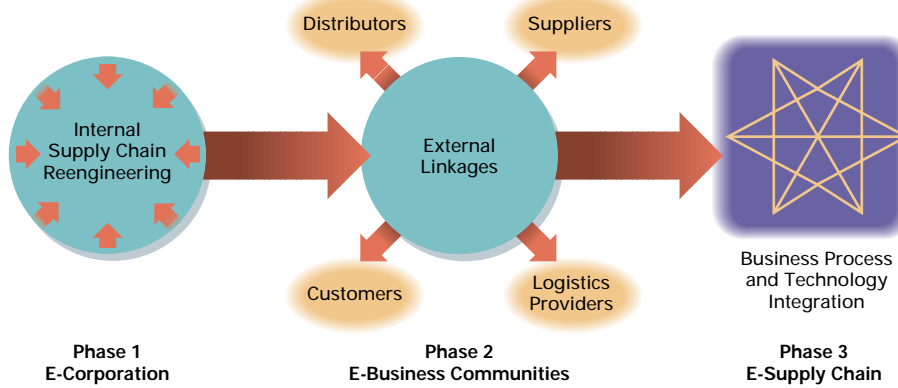 Distributors
Suppliers
Internal
Supply Chain
Reengineering
External
Linkages
Customers
Logistics
Providers
Business Process
and Technology
Integration
Phase 1
E-Corporation
Phase 2
E-Business Communities
Phase 3
E-Supply Chain